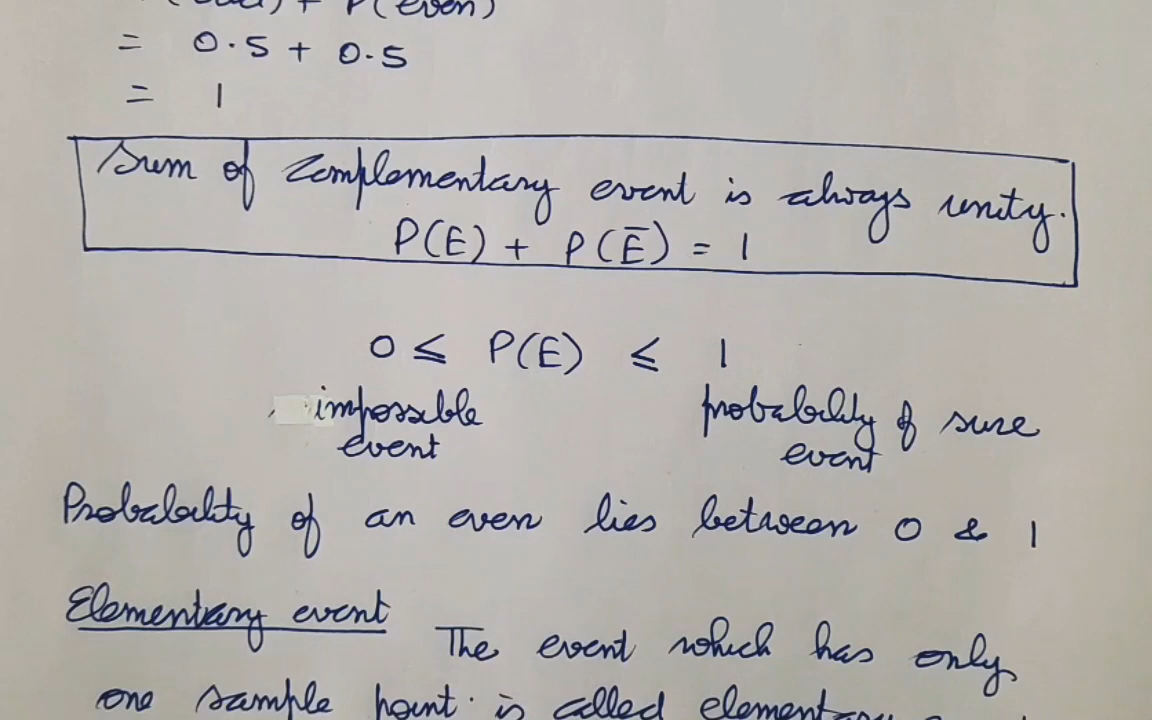 + P(even)
= 0.5 + 0.5
= 1
Sum of Complementary event is always unity.
P(E) + P(Ē) = 1
0 ≤ P(E) ≤ 1
impossible event
probability of sure event
Probability of an even lies between 0 & 1
Elementary event The event which has only
one sample point is called elementary